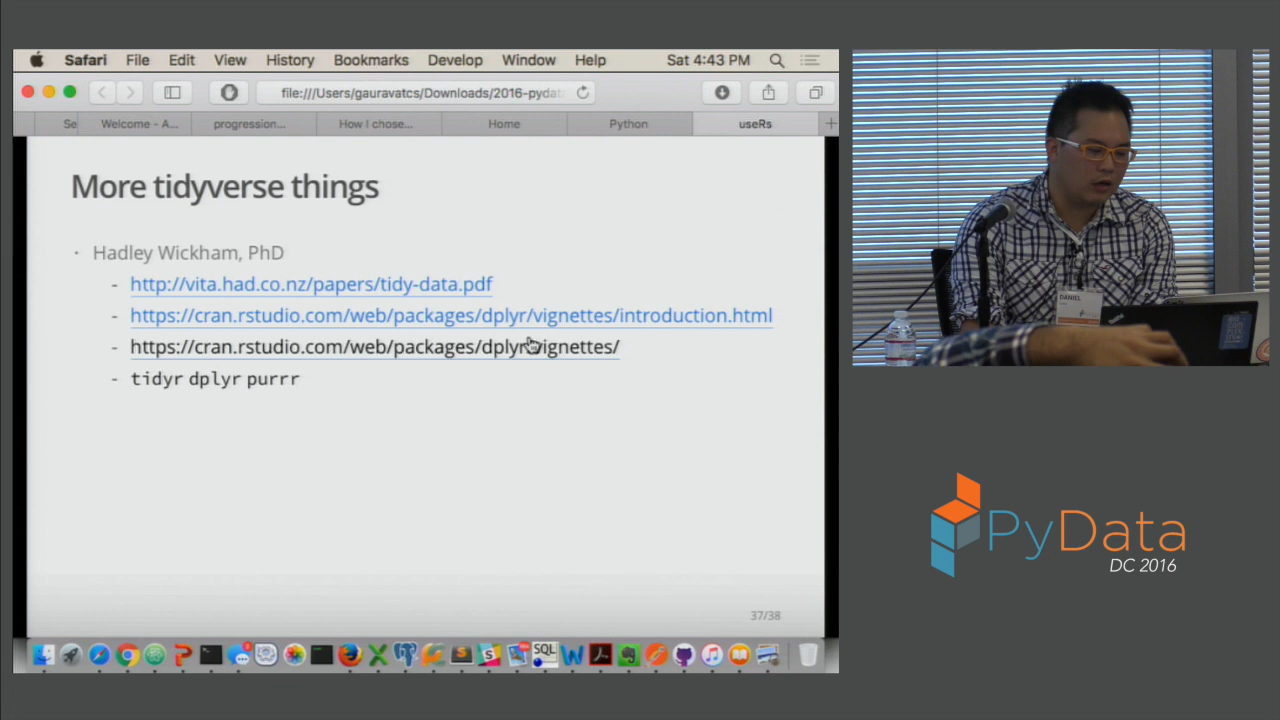 Safari File Edit View History Bookmarks Develop Window Help Sat 4:43 PM
file:///Users/gauravatcs/Downloads/2016-pydat
Se Welcome - A... progression... How I chose... Home Python useRs
More tidyverse things
· Hadley Wickham, PhD
- http://vita.had.co.nz/papers/tidy-data.pdf
- https://cran.rstudio.com/web/packages/dplyr/vignettes/introduction.html
- https://cran.rstudio.com/web/packages/dplyr/vignettes/
- tidyr dplyr purrr
37/38
SQL
DANIEL
PyData
DC 2016